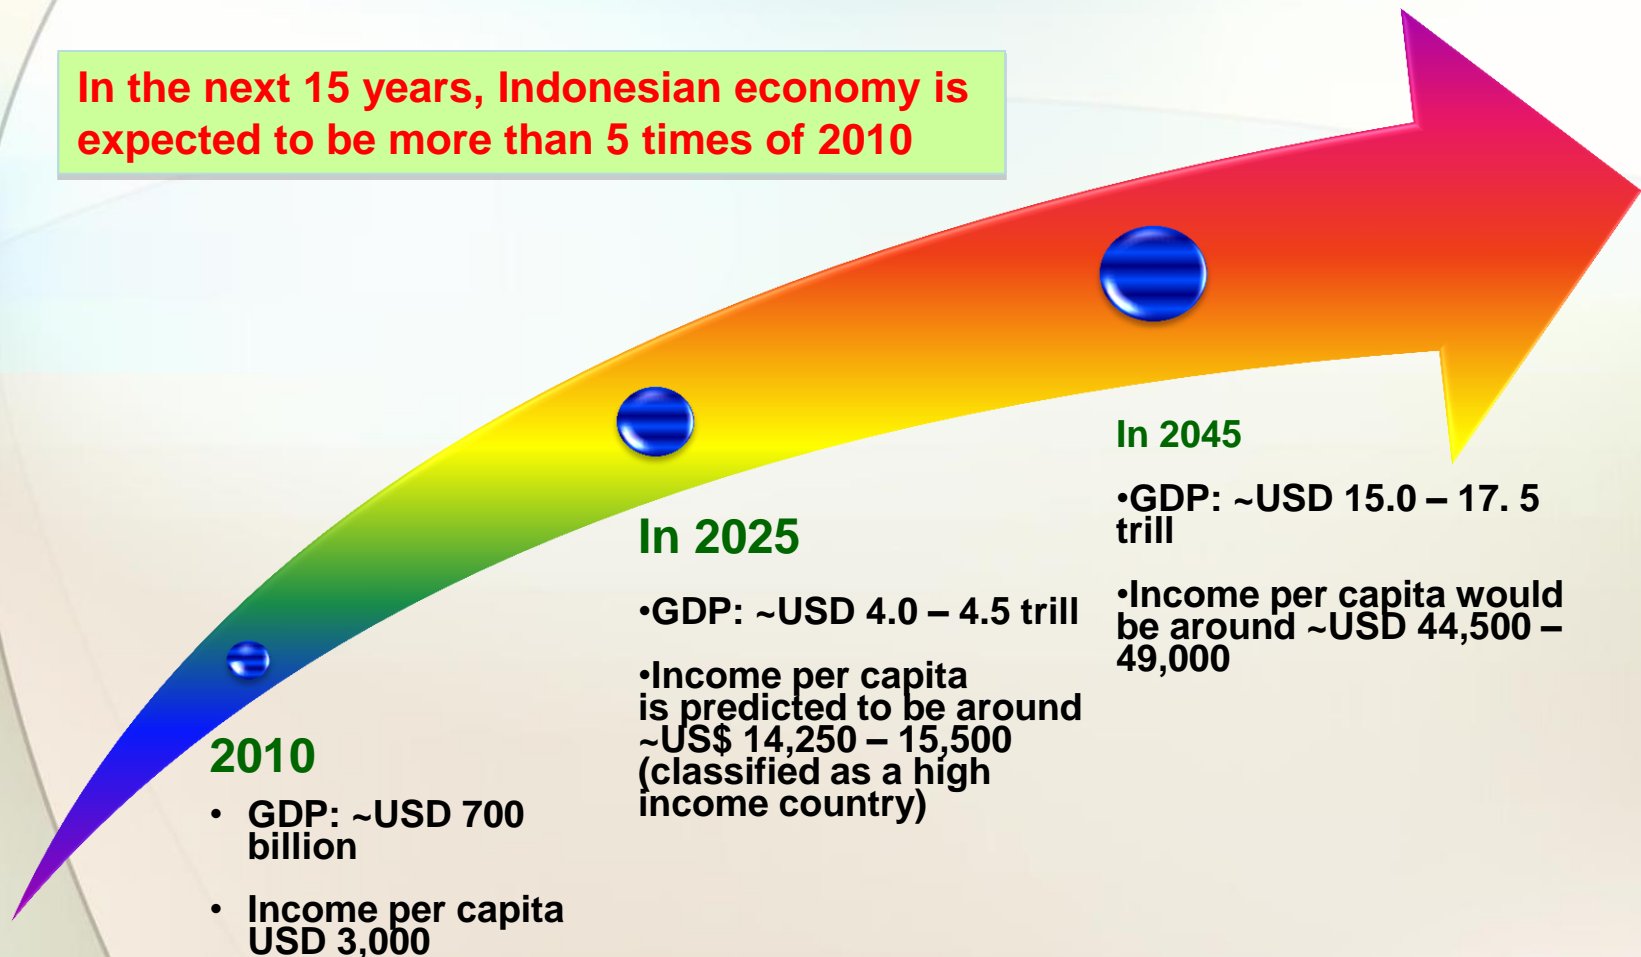 In the next 15 years, Indonesian economy is
expected to be more than 5 times of 2010
2010
• GDP: ~USD 700
billion
• Income per capita
USD 3,000
In 2025
•GDP: ~USD 4.0 – 4.5 trill
•Income per capita
is predicted to be around
~US$ 14,250 – 15,500
(classified as a high
income country)
In 2045
•GDP: ~USD 15.0 – 17. 5
trill
•Income per capita would
be around ~USD 44,500 –
49,000